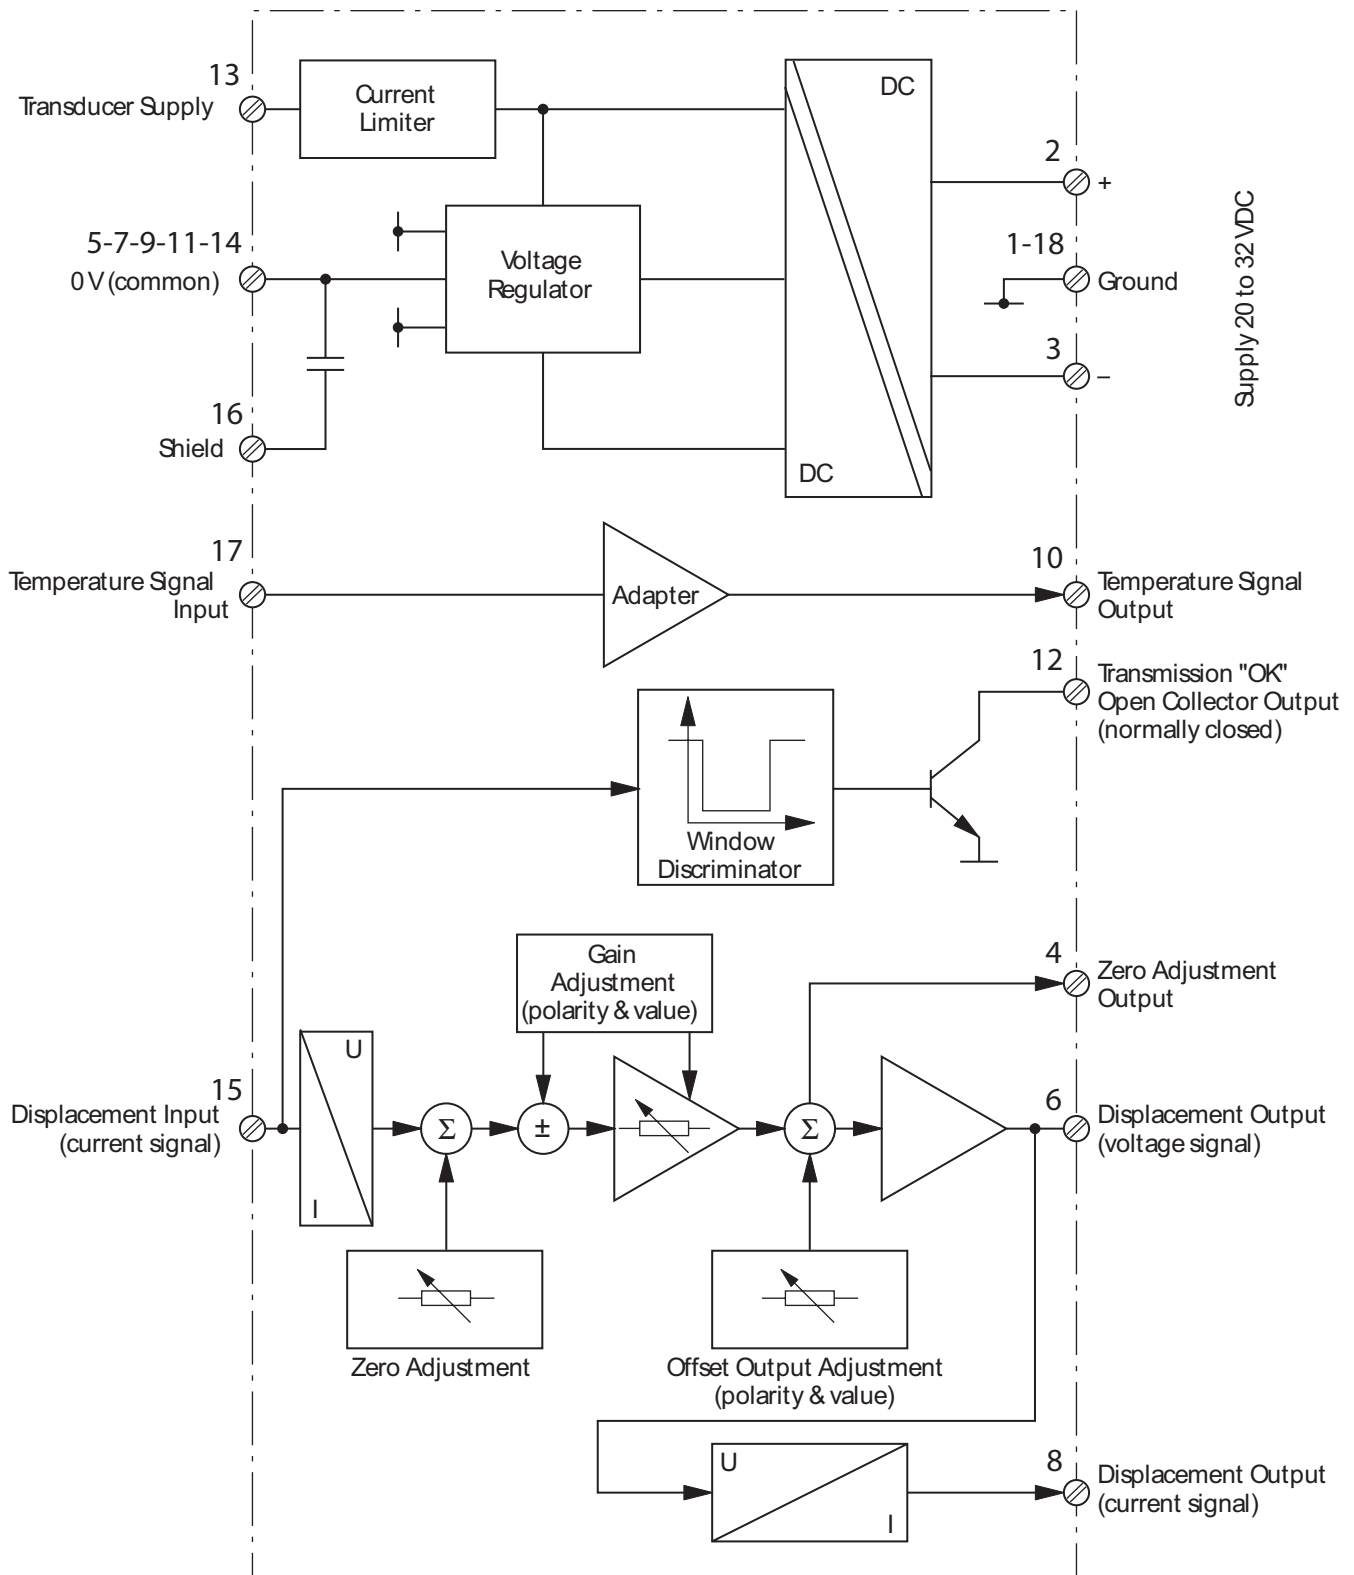 13
Transducer Supply
Current
Limiter
DC
2
+
5-7-9-11-14
0 V (common)
Voltage
Regulator
1-18
Ground
Supply 20 to 32 VDC
3
–
16
Shield
DC
17
Temperature Signal
Input
Adapter
10
Temperature Signal
Output
12
Transmission "OK"
Open Collector Output
(normally closed)
Window
Discriminator
Gain
Adjustment
(polarity & value)
4
Zero Adjustment
Output
15
Displacement Input
(current signal)
U
I
Σ
±
Σ
6
Displacement Output
(voltage signal)
Zero Adjustment
Offset Output Adjustment
(polarity & value)
U
I
8
Displacement Output
(current signal)